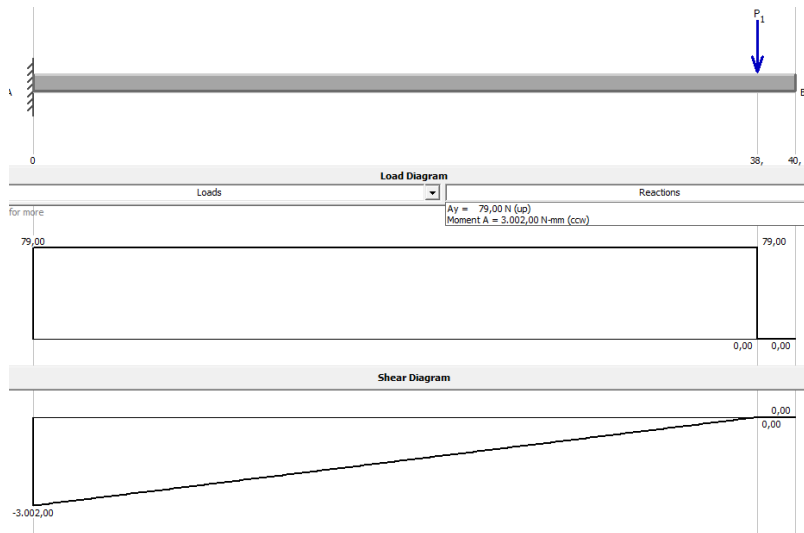 P1
A
B
0
38,
40,
Load Diagram
Loads
Reactions
for more
Ay = 79,00 N (up)
Moment A = 3.002,00 N-mm (ccw)
79,00
79,00
0,00
0,00
Shear Diagram
0,00
0,00
-3.002,00